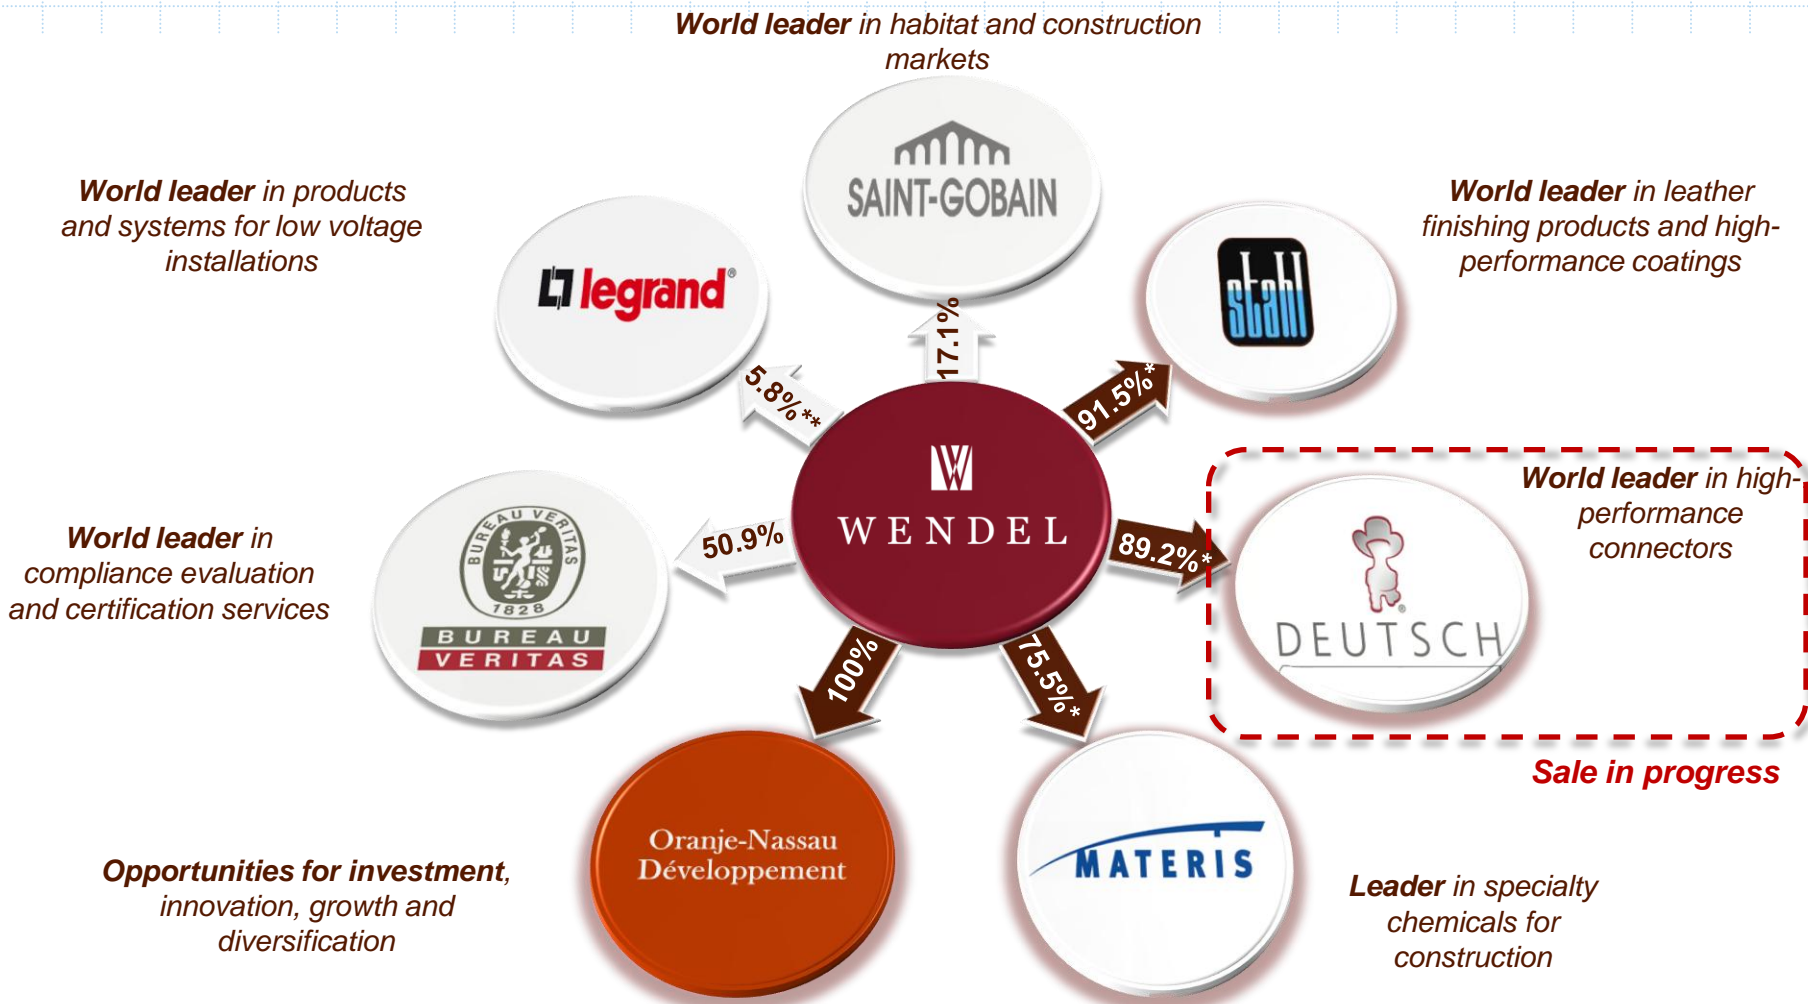 World leader in habitat and construction
markets
SAINT-GOBAIN
World leader in products
and systems for low voltage
installations
legrand®
World leader in leather
finishing products and high-
performance coatings
stahl
17.1%
5.8%**
91.5%*
WENDEL
50.9%
89.2%*
100%
75.5%*
World leader in
compliance evaluation
and certification services
BUREAU VERITAS
1828
BUREAU
VERITAS
World leader in high-
performance
connectors
DEUTSCH
®
Sale in progress
Opportunities for investment,
innovation, growth and
diversification
Oranje-Nassau
Développement
MATERIS
Leader in specialty
chemicals for
construction